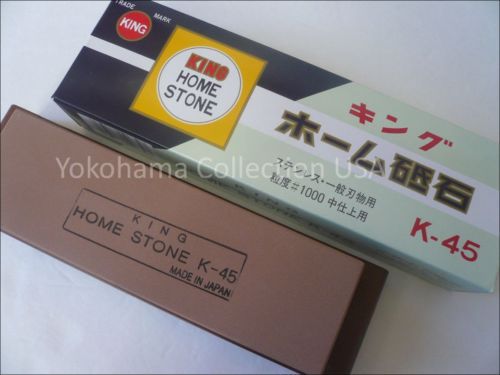 TRADE MARK
KING
KING
HOME
STONE
キング
ホーム砥石
ステンレス・一般刃物用
粒度#1000 中仕上用
K-45
Yokohama Collection USA
KING
HOME STONE K-45
MADE IN JAPAN